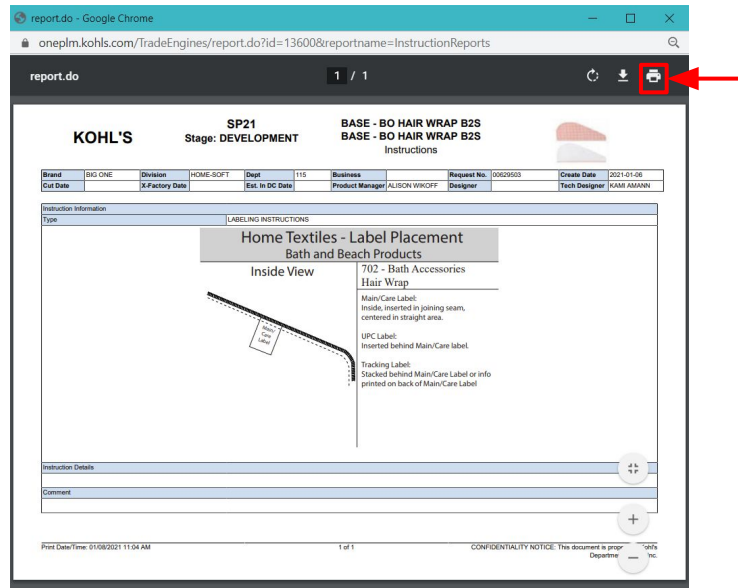 report.do - Google Chrome
oneplm.kohls.com/TradeEngines/report.do?id=13600&reportname=InstructionReports
report.do 1 / 1
KOHL'S
SP21
Stage: DEVELOPMENT
BASE - BO HAIR WRAP B2S
BASE - BO HAIR WRAP B2S
Instructions
Brand BIG ONE Division HOME-SOFT Dept 115 Business Request No. 00629503 Create Date 2021-01-06
Cut Date X-Factory Date Est. In DC Date Product Manager ALISON WIKOFF Designer Tech Designer KAMI AMANN
Instruction Information
Type LABELING INSTRUCTIONS
Home Textiles - Label Placement
Bath and Beach Products
Inside View
Main/
Care
Label
702 - Bath Accessories
Hair Wrap
Main/Care Label:
Inside, inserted in joining seam,
centered in straight area.
UPC Label:
Inserted behind Main/Care label.
Tracking Label:
Stacked behind Main/Care Label or info
printed on back of Main/Care Label
Instruction Details
Comment
Print Date/Time: 01/08/2021 11:04 AM 1 of 1 CONFIDENTIALITY NOTICE: This document is